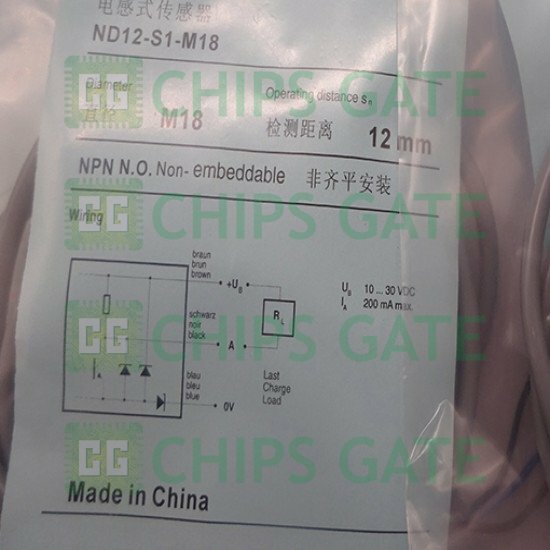 电感式传感器
ND12-S1-M18
CHIPS GATE
Diameter
直径 M18
Operating distance sn
检测距离 12 mm
NPN N.O. Non- embeddable 非齐平安装
CHIPS GATE
Wiring
braun
brun
brown
+UB
UB 10 ... 30 VDC
IA 200 mA max.
RL
schwarz
noir
black
A
CHIPS GATE
IA
blau
bleu
blue
0V
Last
Charge
Load
CHIPS GATE
Made in China